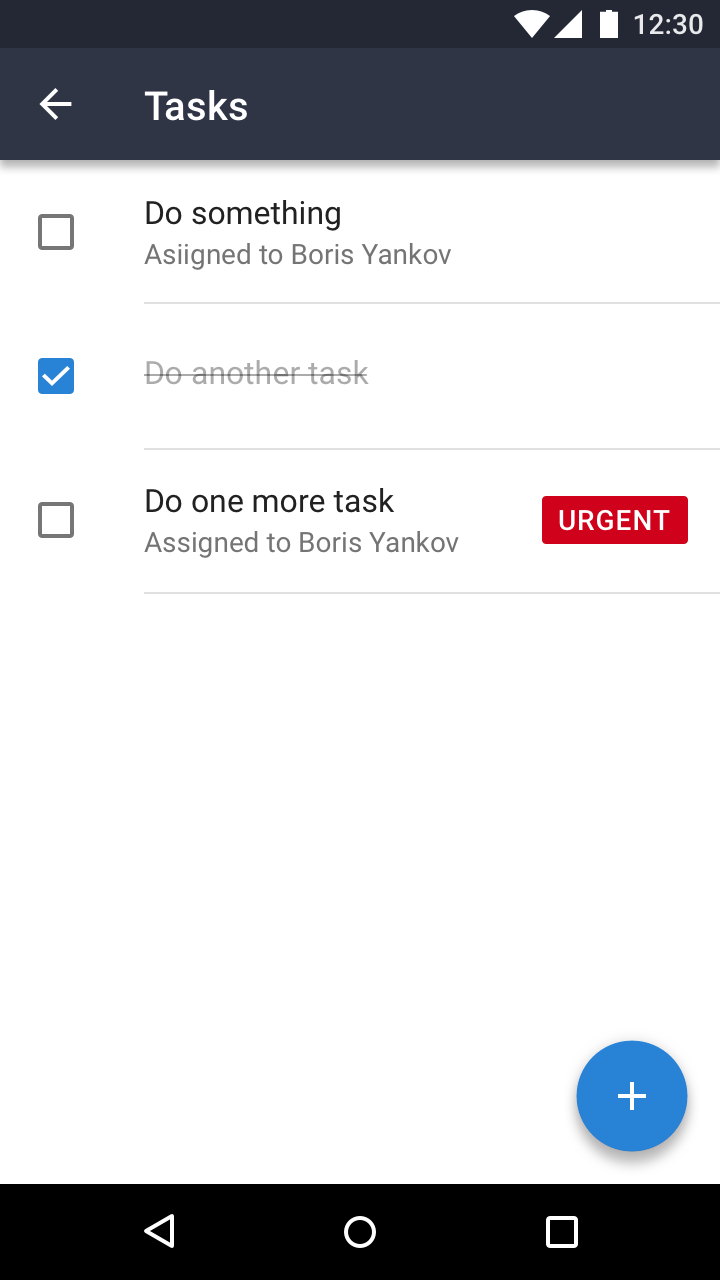 12:30
Tasks
Do something
Asiigned to Boris Yankov
Do another task
Do one more task
Assigned to Boris Yankov
URGENT